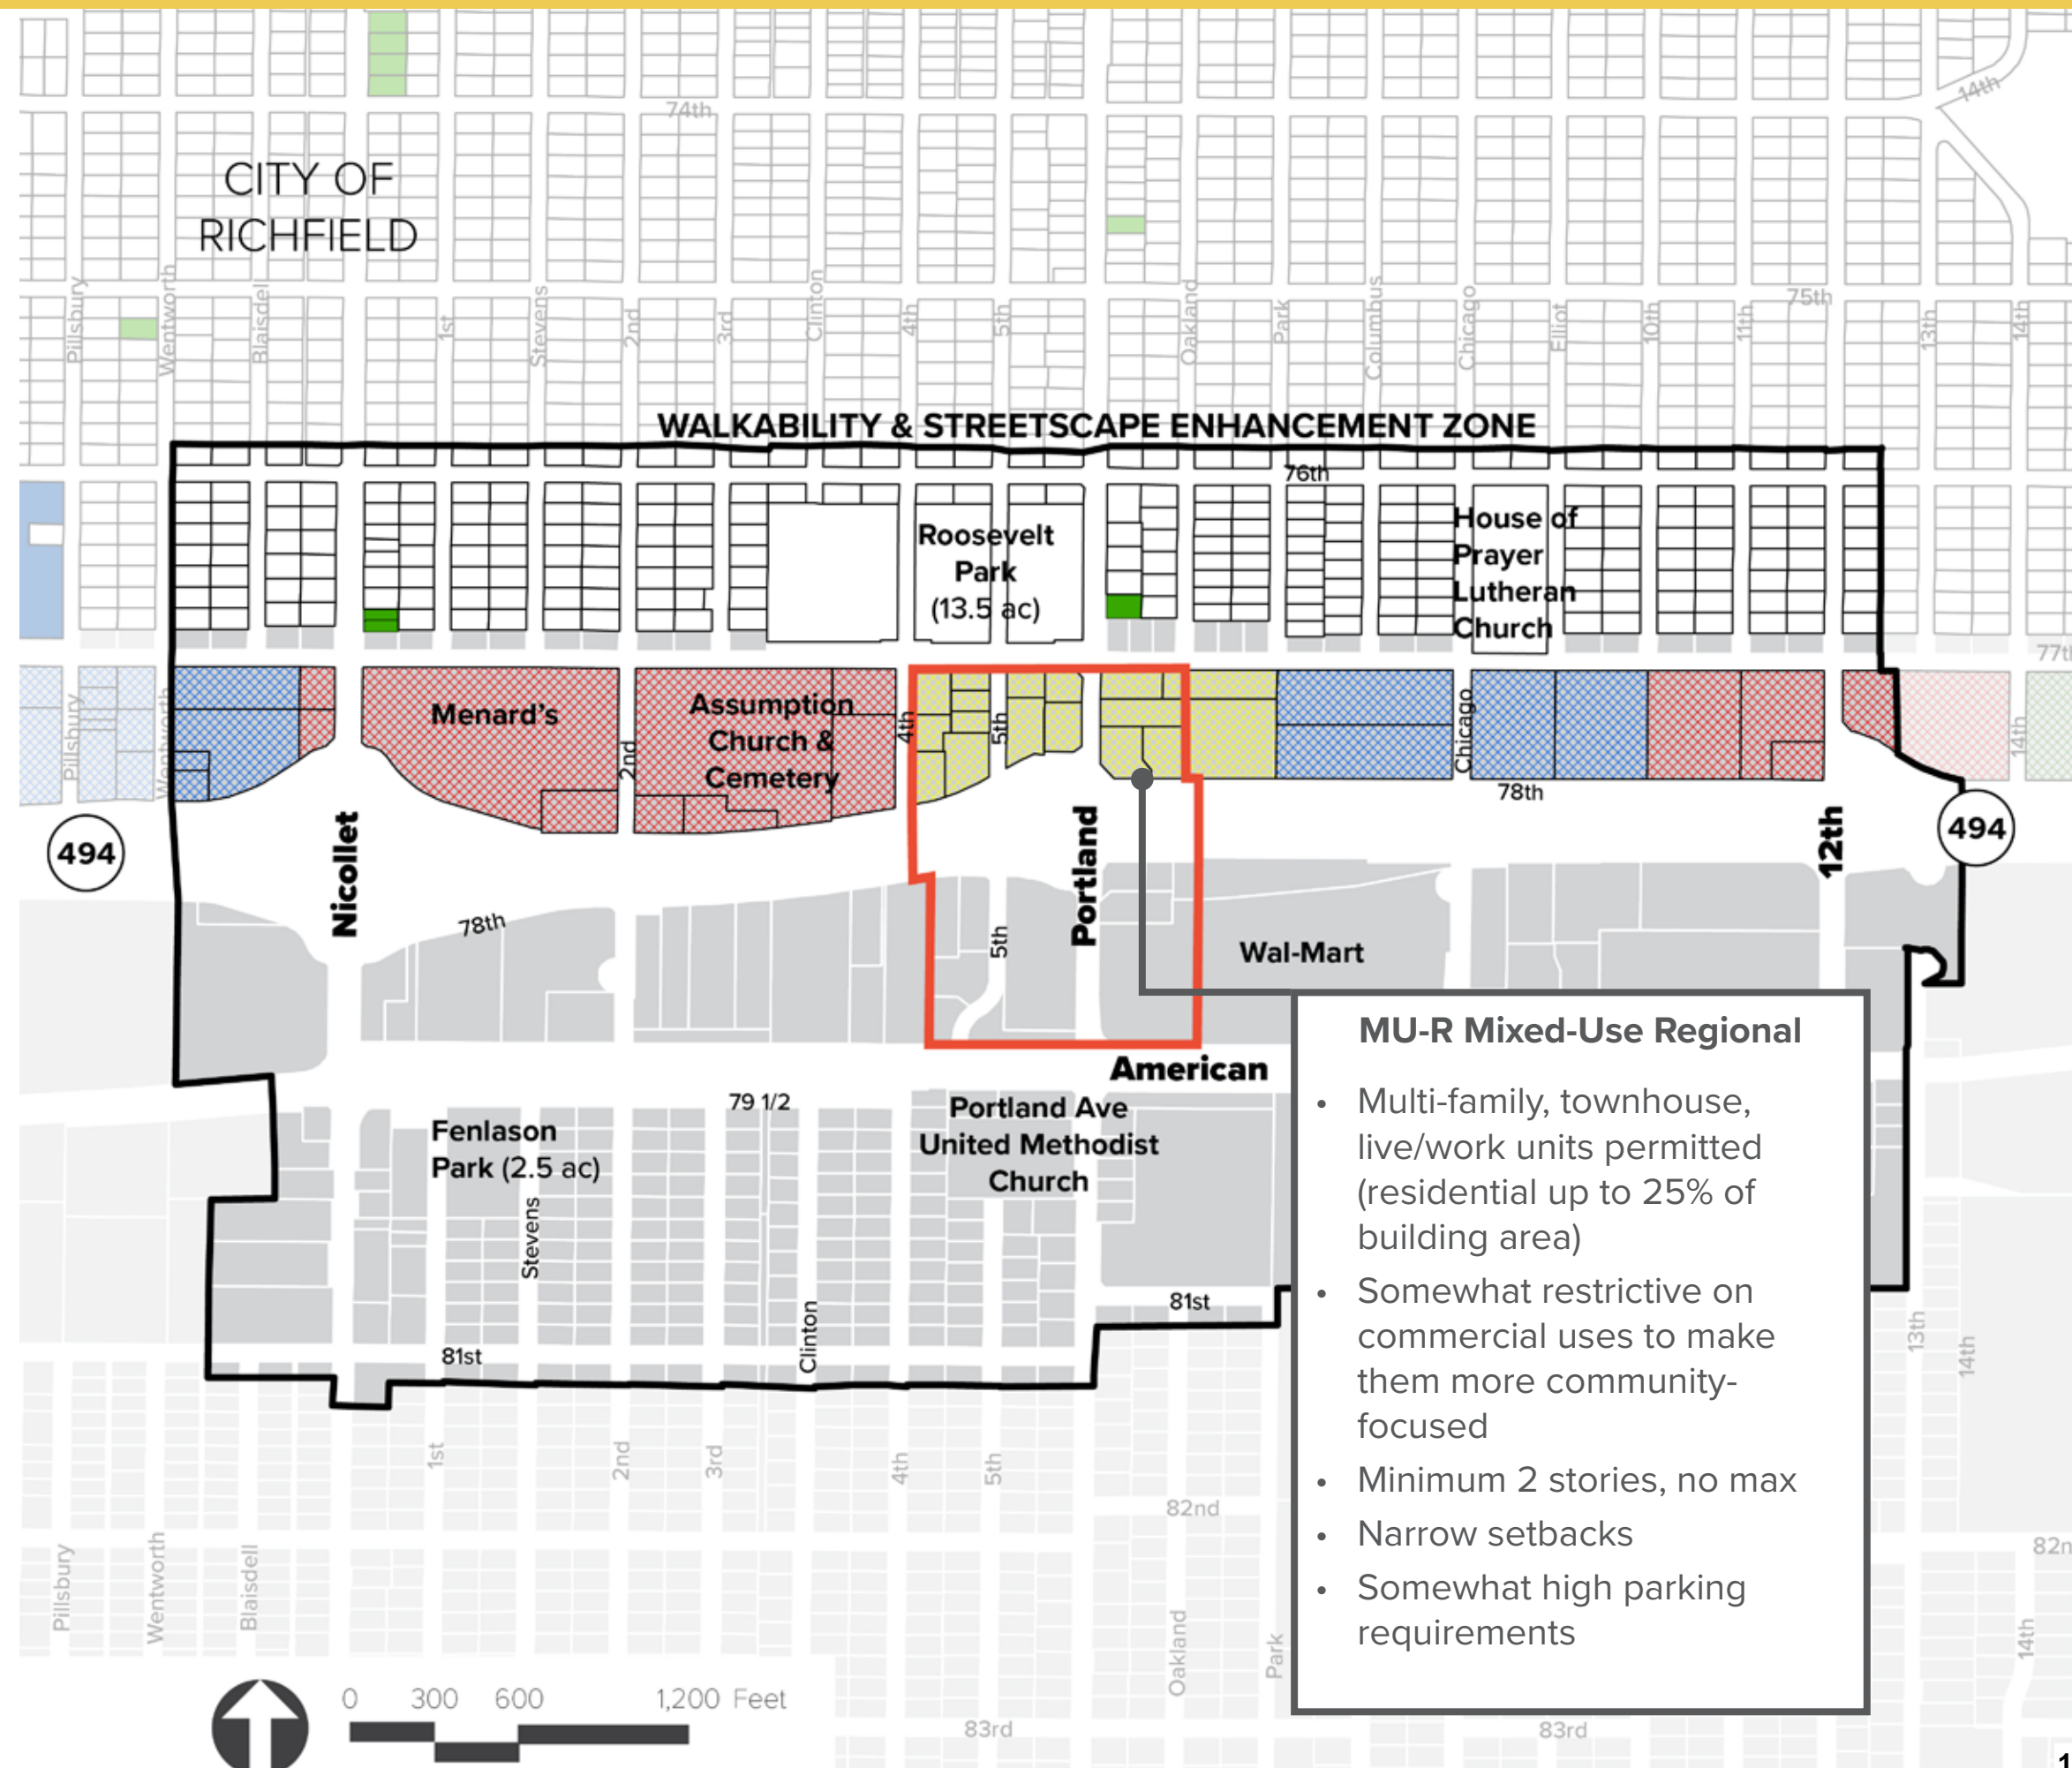 74th
14th
CITY OF
RICHFIELD
Pillsbury
Wentworth
Blaisdell
1st
Stevens
2nd
3rd
Clinton
4th
5th
Oakland
Park
Columbus
Chicago
Elliot
10th
11th
75th
13th
14th
WALKABILITY & STREETSCAPE ENHANCEMENT ZONE
76th
Roosevelt
Park
(13.5 ac)
House of
Prayer
Lutheran
Church
77t
Pillsbury
Wentworth
Menard's
2nd
Assumption
Church &
Cemetery
4th
5th
Chicago
14th
78th
494
Nicollet
Portland
12th
494
78th
5th
Wal-Mart
American
79 1/2
Fenlason
Park (2.5 ac)
Stevens
Clinton
Portland Ave
United Methodist
Church
81st
81st
MU-R Mixed-Use Regional
• Multi-family, townhouse,
live/work units permitted
(residential up to 25% of
building area)
• Somewhat restrictive on
commercial uses to make
them more community-
focused
• Minimum 2 stories, no max
• Narrow setbacks
• Somewhat high parking
requirements
13th
14th
1st
2nd
3rd
4th
5th
82nd
82n
Pillsbury
Wentworth
Blaisdell
Oakland
Park
14th
0 300 600 1,200 Feet
83rd
83rd
1